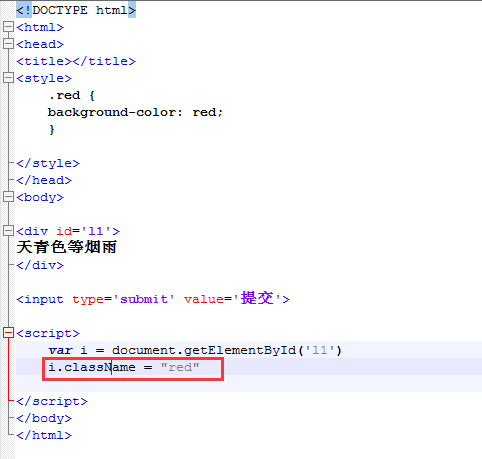 <!DOCTYPE html>
<html>
<head>
<title></title>
<style>
    .red {
    background-color: red;
    }
</style>
</head>
<body>
<div id='l1'>
天青色等烟雨
</div>
<input type='submit' value='提交'>
<script>
    var i = document.getElementById('l1')
    i.className = "red"
</script>
</body>
</html>